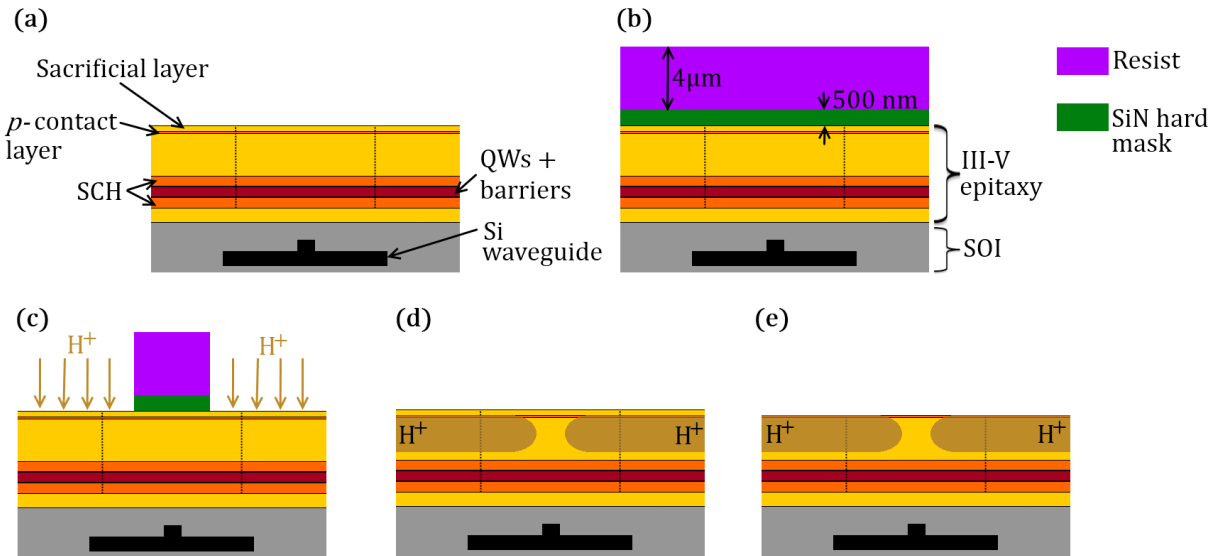 (a)
Sacrificial layer
p- contact
layer
SCH
QWs +
barriers
Si
waveguide
(b)
4μm
500 nm
III-V
epitaxy
SOI
Resist
SiN hard
mask
(c)
H+
H+
(d)
H+
H+
(e)
H+
H+